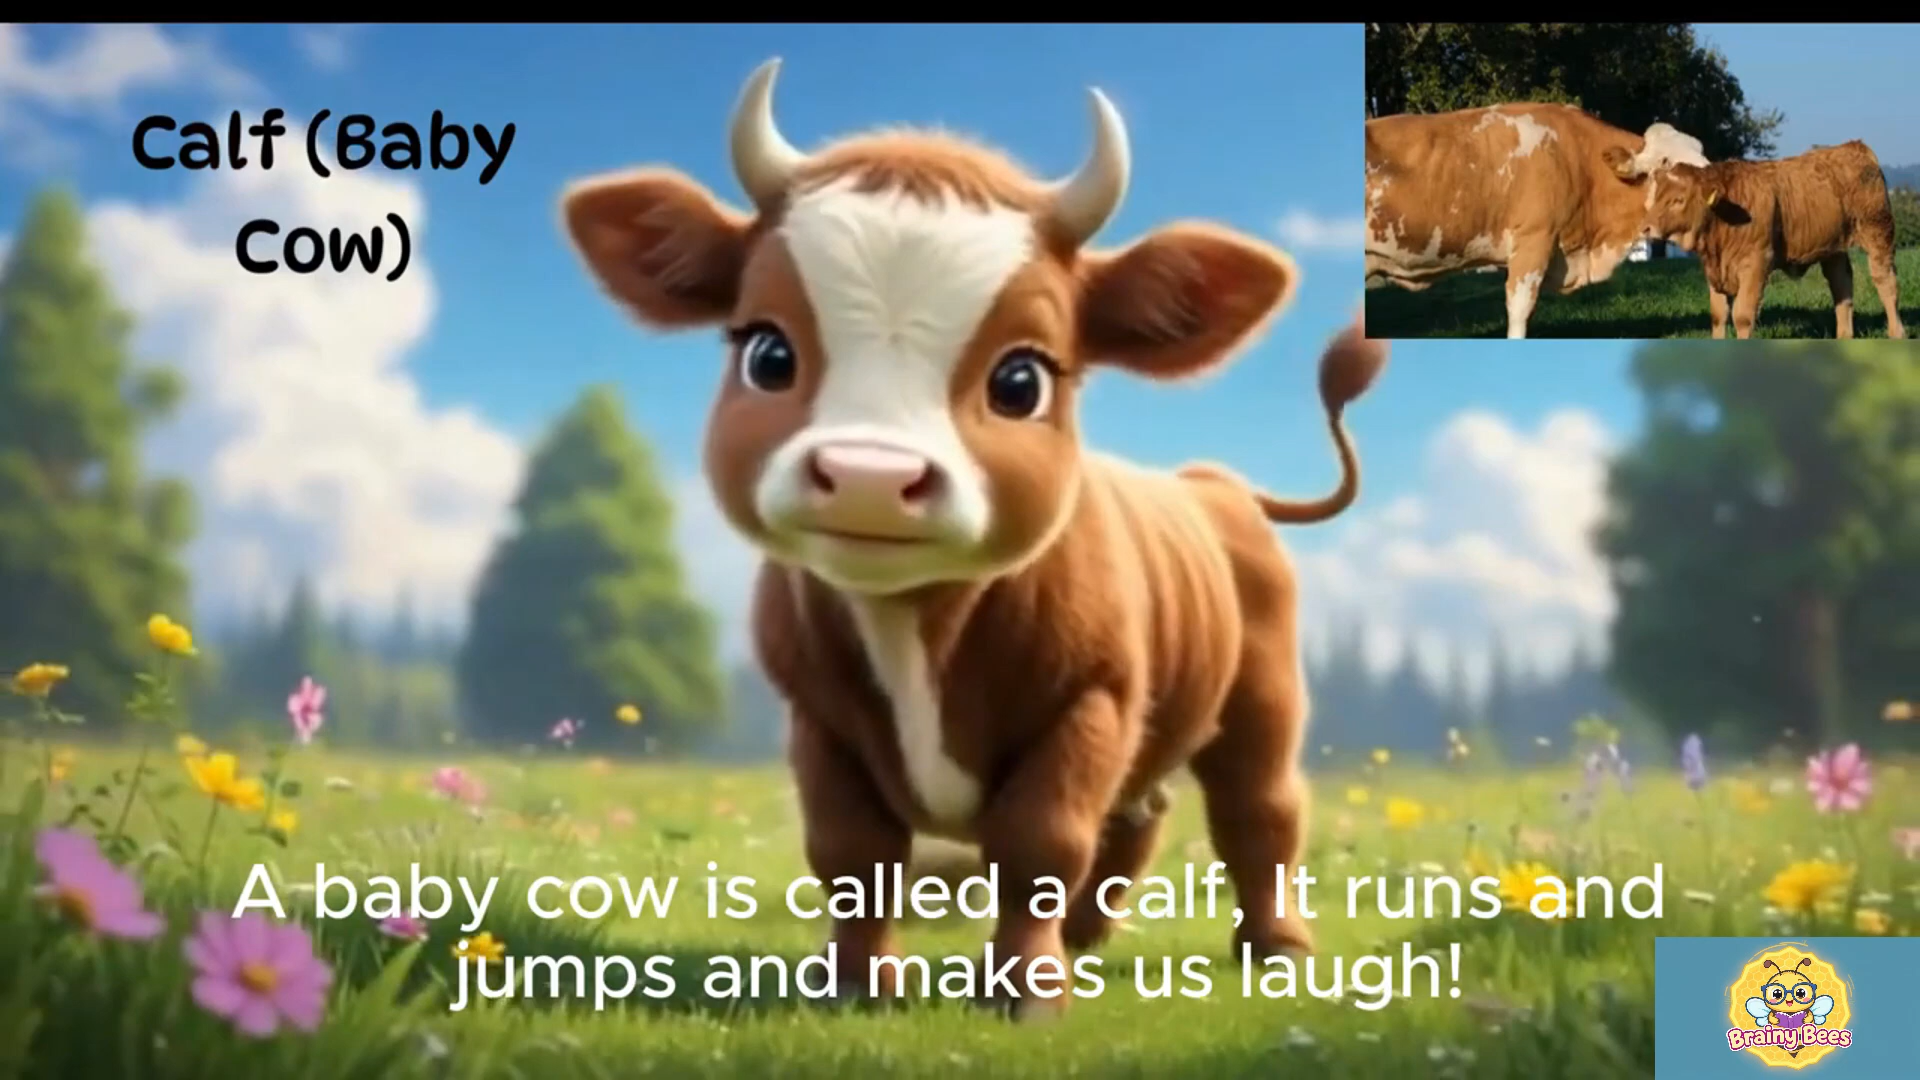 Calf (Baby
Cow)
A baby cow is called a calf, It runs and
jumps and makes us laugh!
Brainy Bees